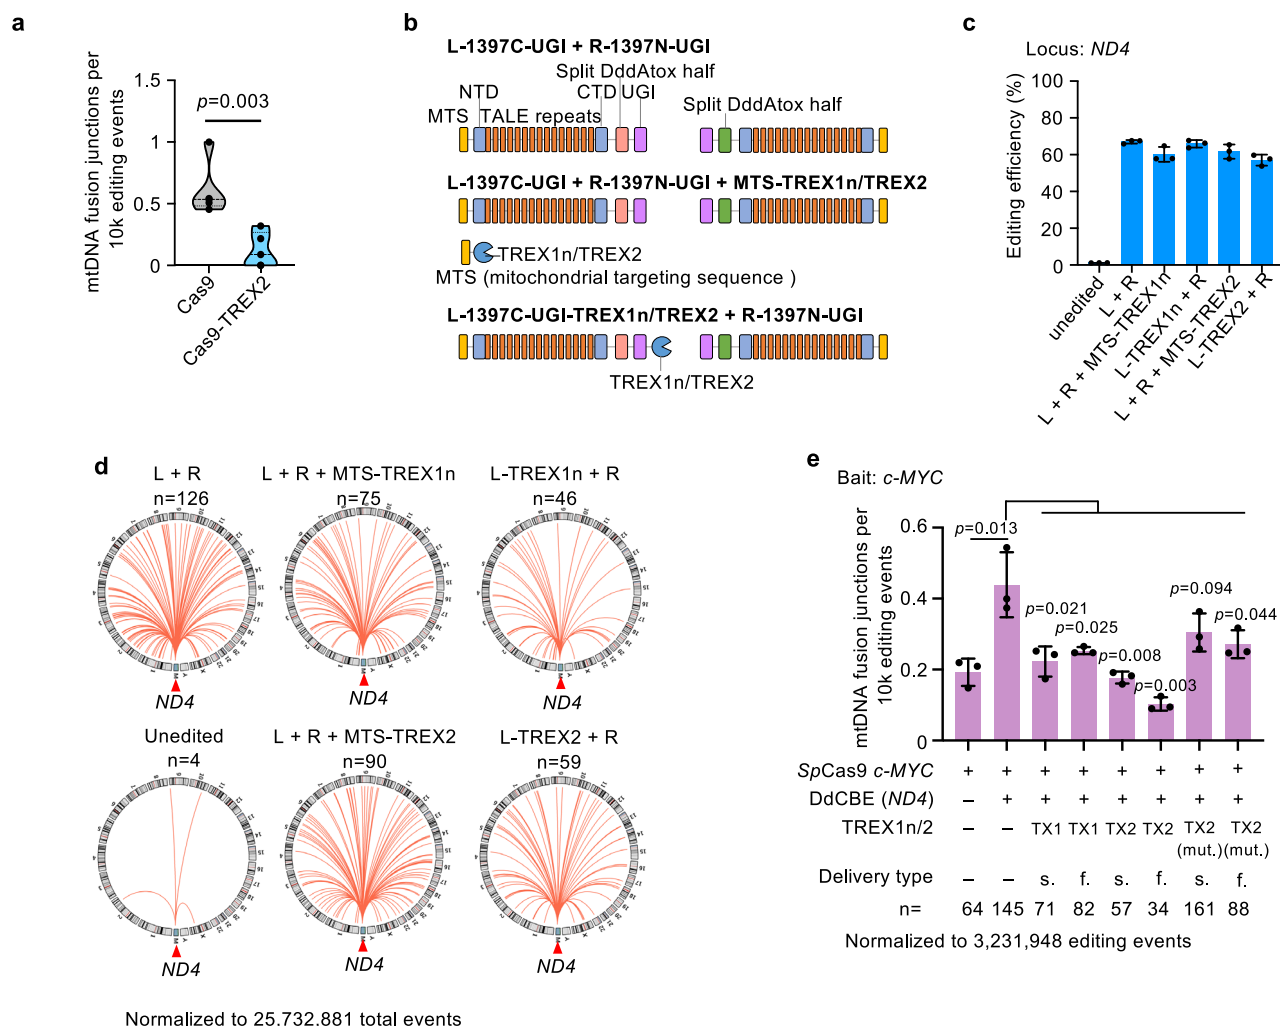 a
mtDNA fusion junctions per
10k editing events
1.5
1
0.5
0
p=0.003
Cas9
Cas9-TREX2
b
L-1397C-UGI + R-1397N-UGI
Split DddAtox half
NTD
CTD
UGI
Split DddAtox half
MTS
TALE repeats
L-1397C-UGI + R-1397N-UGI + MTS-TREX1n/TREX2
TREX1n/TREX2
MTS (mitochondrial targeting sequence )
L-1397C-UGI-TREX1n/TREX2 + R-1397N-UGI
TREX1n/TREX2
c
Locus: ND4
Editing efficiency (%)
100
80
60
40
20
0
unedited
L + R
L + R + MTS-TREX1n
L-TREX1n + R
L + R + MTS-TREX2
L-TREX2 + R
d
L + R
n=126
ND4
L + R + MTS-TREX1n
n=75
ND4
L-TREX1n + R
n=46
ND4
Unedited
n=4
ND4
L + R + MTS-TREX2
n=90
ND4
L-TREX2 + R
n=59
ND4
Normalized to 25.732.881 total events
e
Bait: c-MYC
mtDNA fusion junctions per
10k editing events
0.6
0.4
0.2
0
p=0.013
p=0.021
p=0.025
p=0.008
p=0.003
p=0.094
p=0.044
SpCas9 c-MYC + + + + + + + +
DdCBE (ND4) – + + + + + + +
TREX1n/2 – – TX1 TX1 TX2 TX2 TX2 (mut.) TX2 (mut.)
Delivery type – – s. f. s. f. s. f.
n= 64 145 71 82 57 34 161 88
Normalized to 3,231,948 editing events